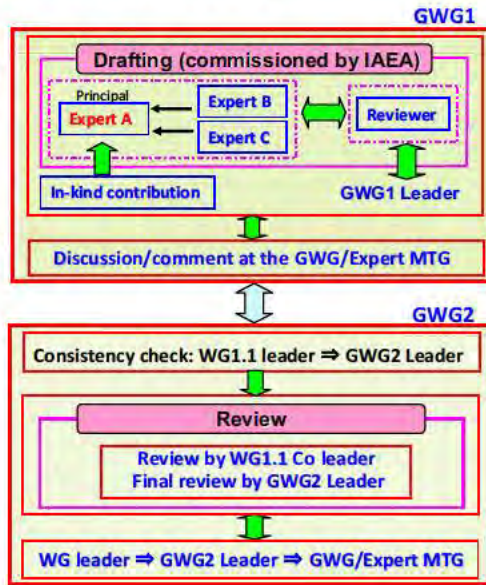 GWG1
Drafting (commissioned by IAEA)
Principal
Expert A
Expert B
Expert C
Reviewer
In-kind contribution
GWG1 Leader
Discussion/comment at the GWG/Expert MTG
GWG2
Consistency check: WG1.1 leader ⇒ GWG2 Leader
Review
Review by WG1.1 Co leader
Final review by GWG2 Leader
WG leader ⇒ GWG2 Leader ⇒ GWG/Expert MTG